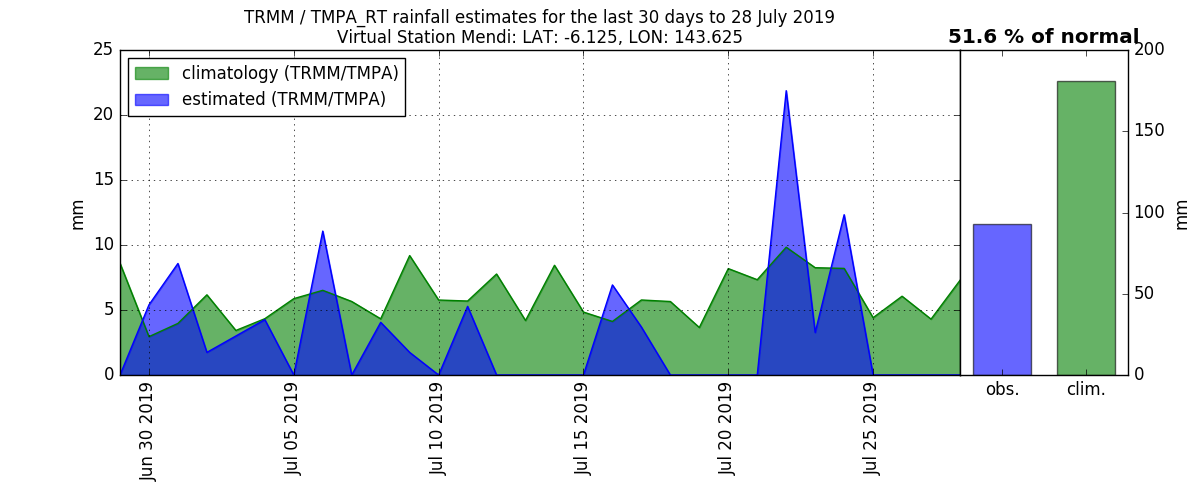 TRMM / TMPA_RT rainfall estimates for the last 30 days to 28 July 2019
Virtual Station Mendi: LAT: -6.125, LON: 143.625
51.6 % of normal
climatology (TRMM/TMPA)
estimated (TRMM/TMPA)
25
20
15
10
5
0
mm
Jun 30 2019
Jul 05 2019
Jul 10 2019
Jul 15 2019
Jul 20 2019
Jul 25 2019
obs.
clim.
200
150
100
50
0
mm